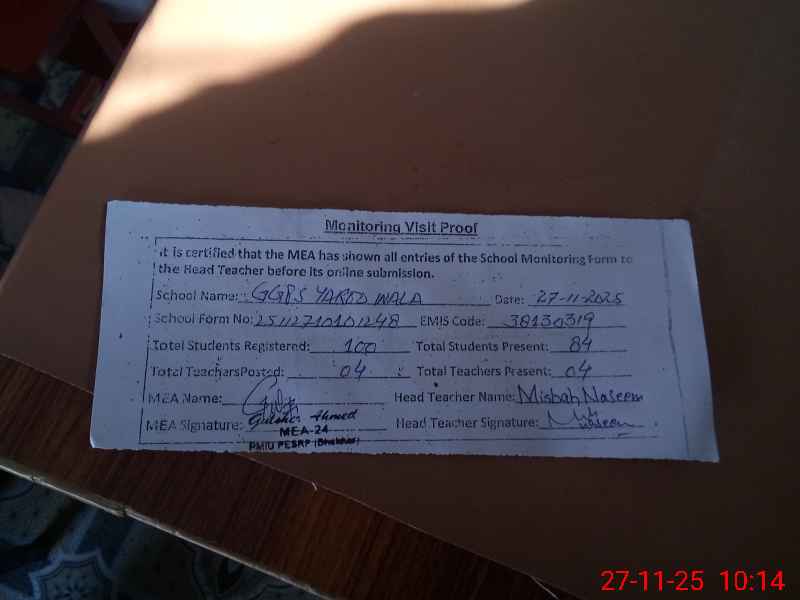 Monitoring Visit Proof
It is certified that the MEA has shown all entries of the School Monitoring Form to
the Head Teacher before its online submission.
School Name: GGPS YAROO WALA Date: 27-11-2025
School Form No: 2511271010 1248 EMIS Code: 38130319
Total Students Registered: 100 Total Students Present: 84
Total TeachersPosted: 04 Total Teachers Present: 04
MEA Name: Head Teacher Name: Misbah Naseem
MEA Signature: Gulsher Ahmed Head Teacher Signature:
MEA-24
PMIU PESRP (Bhakkar)
27-11-25 10:14